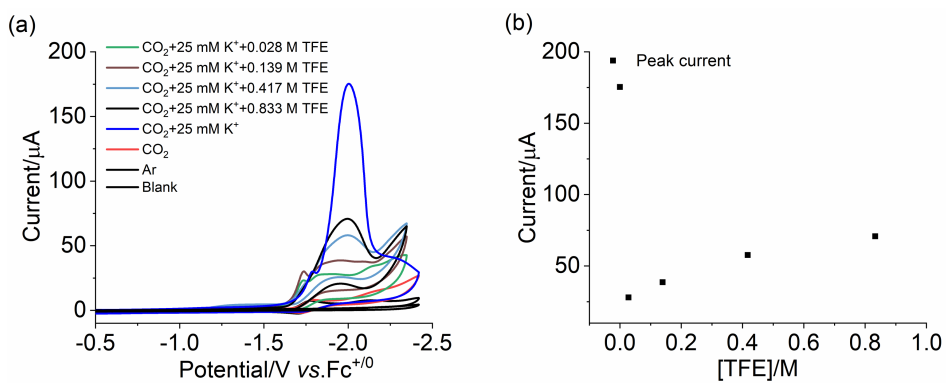 (a)
200
150
100
50
0
Current/μA
CO₂+25 mM K⁺+0.028 M TFE
CO₂+25 mM K⁺+0.139 M TFE
CO₂+25 mM K⁺+0.417 M TFE
CO₂+25 mM K⁺+0.833 M TFE
CO₂+25 mM K⁺
CO₂
Ar
Blank
-0.5 -1.0 -1.5 -2.0 -2.5
Potential/V vs.Fc⁺/⁰
(b)
200
150
100
50
Current/μA
Peak current
0.0 0.2 0.4 0.6 0.8 1.0
[TFE]/M